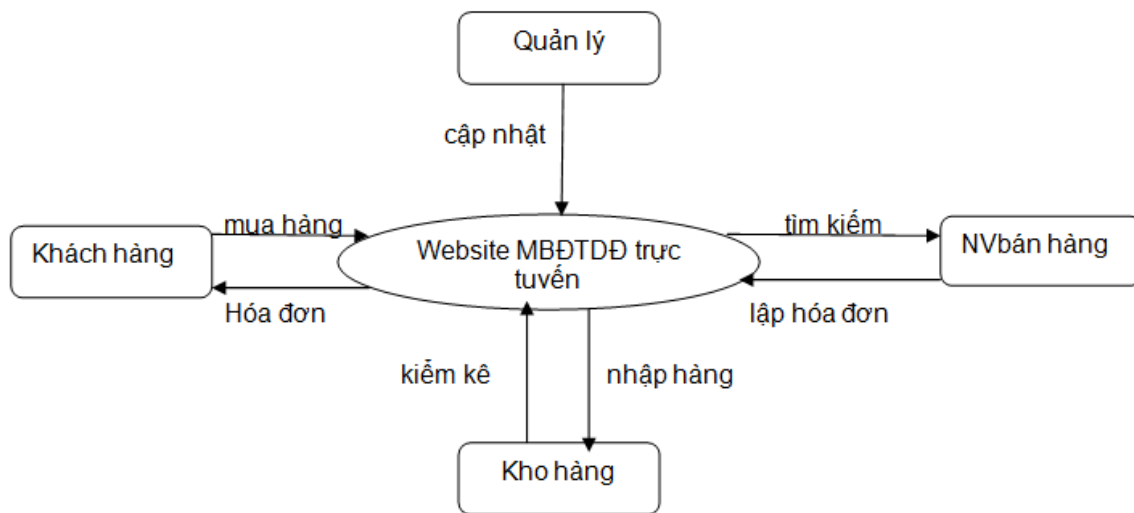 Quản lý
cập nhật
mua hàng
tìm kiếm
Khách hàng
Website MBĐTDĐ trực
tuyến
NVbán hàng
Hóa đơn
lập hóa đơn
kiểm kê
nhập hàng
Kho hàng